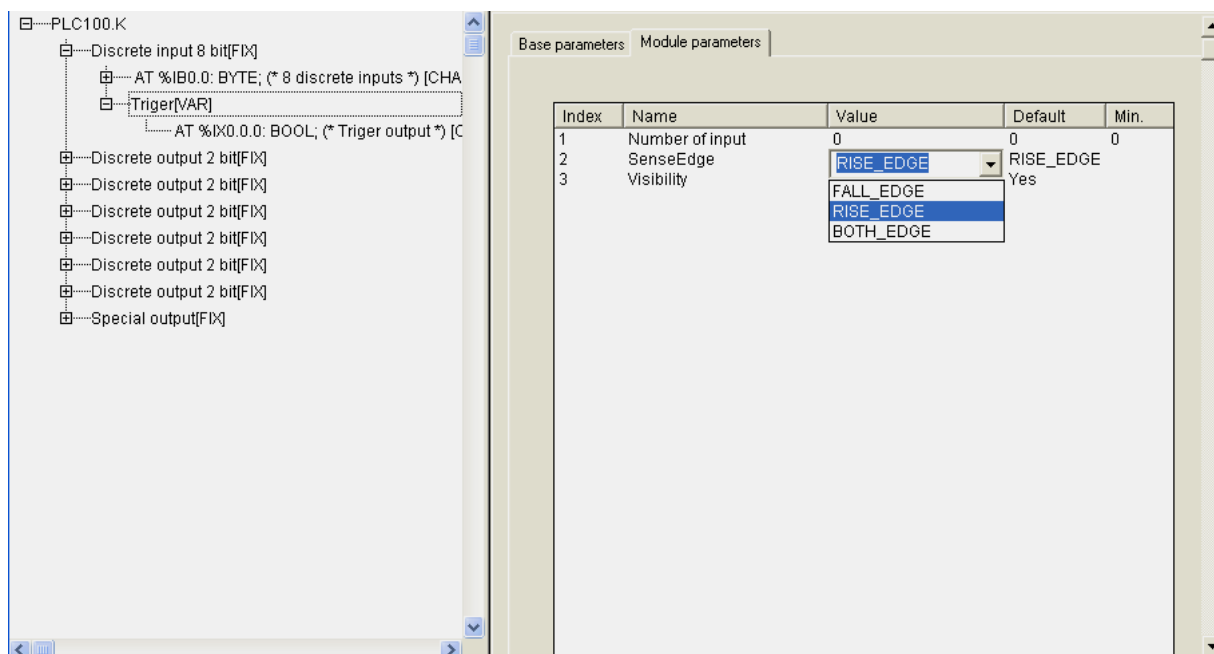 PLC100.K
Discrete input 8 bit[FIX]
AT %IB0.0: BYTE; (* 8 discrete inputs *) [CHA
Triger[VAR]
AT %IX0.0.0: BOOL; (* Triger output *) [C
Discrete output 2 bit[FIX]
Discrete output 2 bit[FIX]
Discrete output 2 bit[FIX]
Discrete output 2 bit[FIX]
Discrete output 2 bit[FIX]
Discrete output 2 bit[FIX]
Special output[FIX]
Base parameters Module parameters
Index Name Value Default Min.
1 Number of input 0 0 0
2 SenseEdge RISE_EDGE RISE_EDGE
3 Visibility Yes
FALL_EDGE
RISE_EDGE
BOTH_EDGE